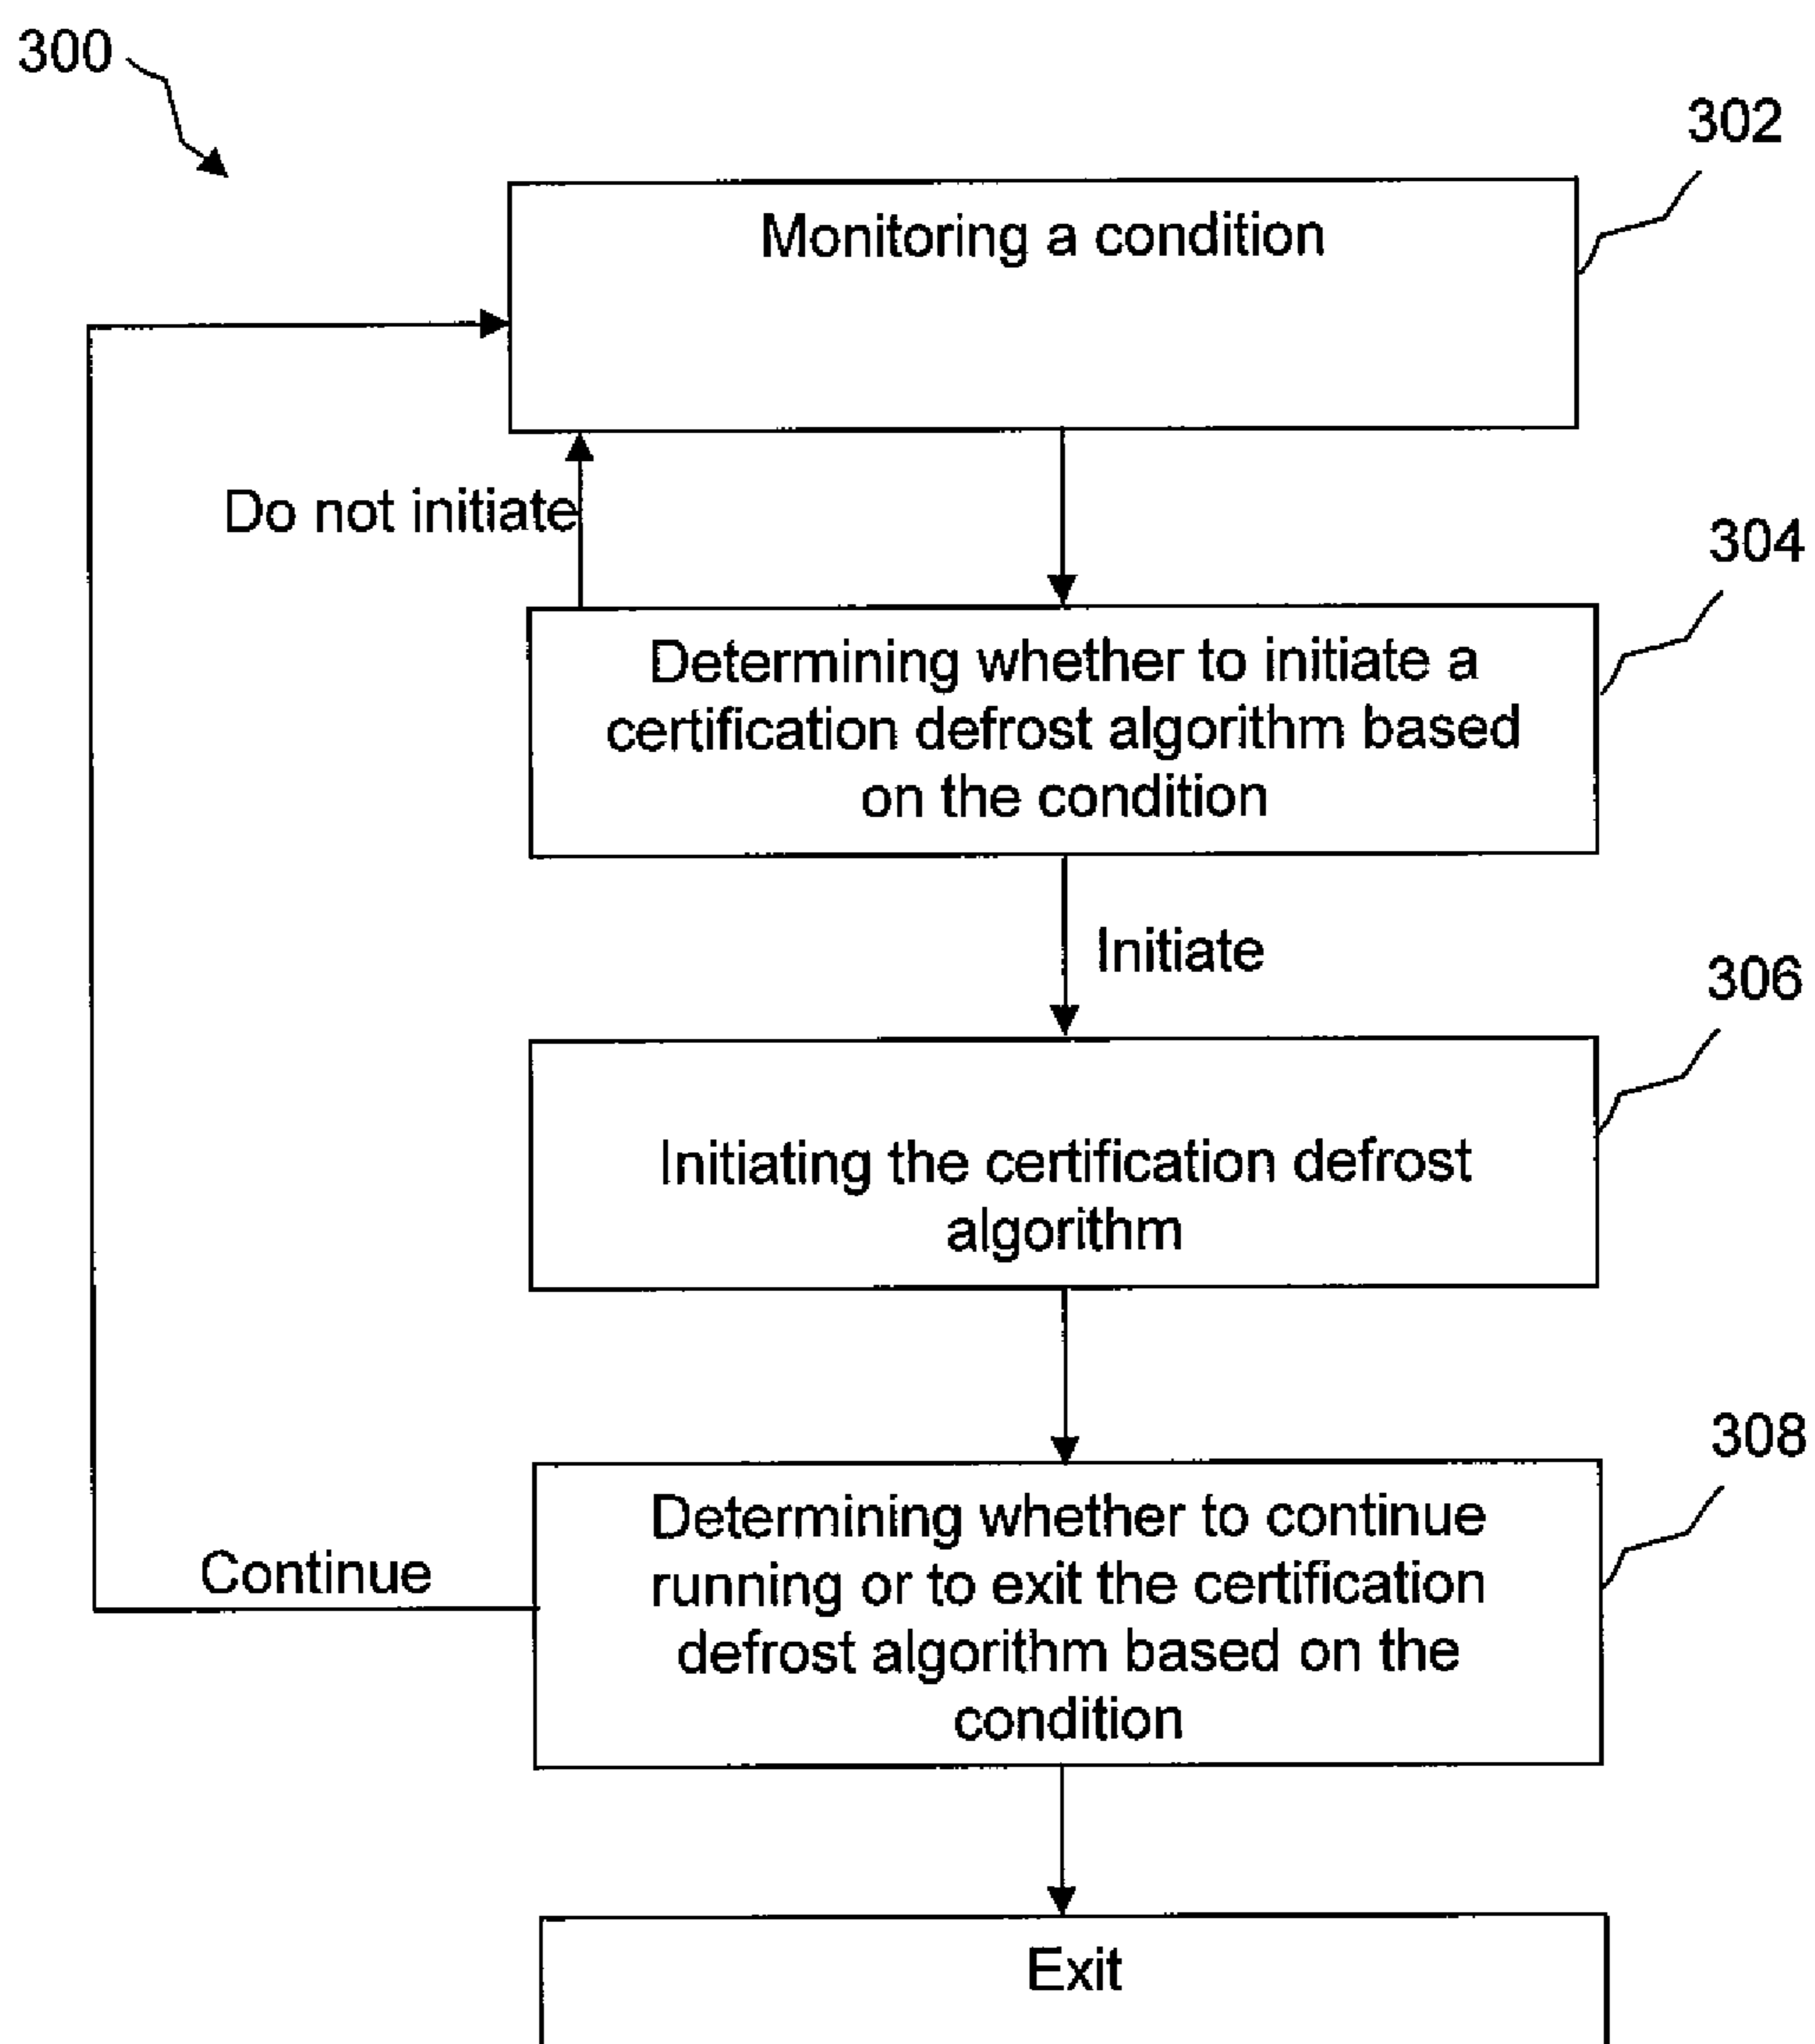 300
302
Monitoring a condition
Do not initiate
304
Determining whether to initiate a
certification defrost algorithm based
on the condition
Initiate
306
Initiating the certification defrost
algorithm
308
Determining whether to continue
running or to exit the certification
defrost algorithm based on the
condition
Continue
Exit